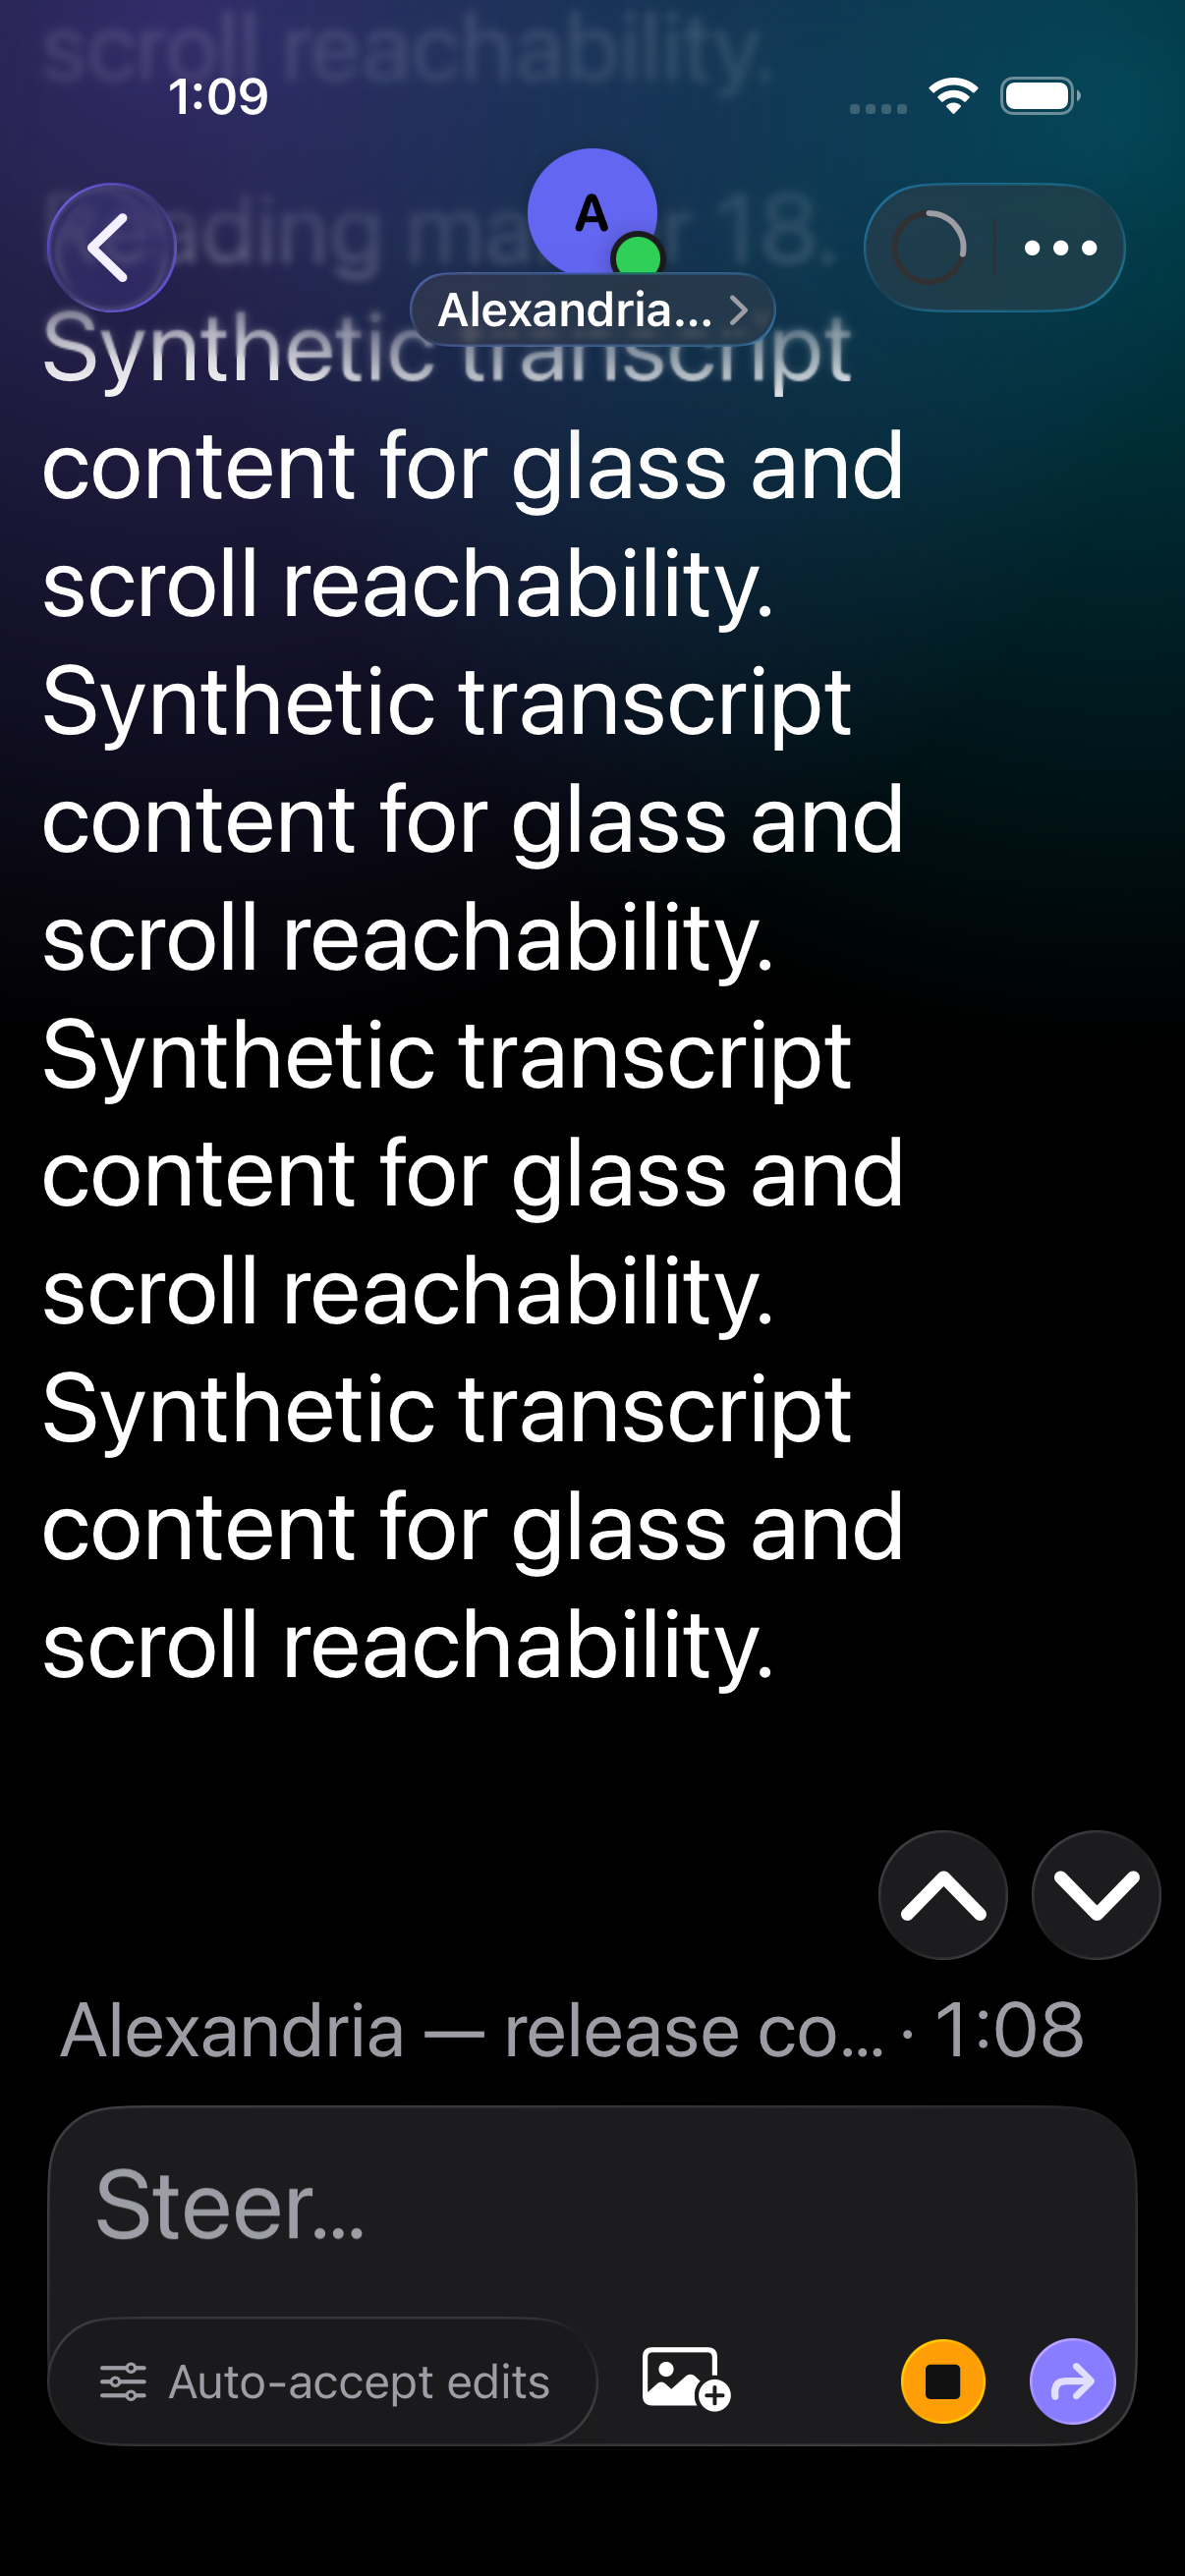 scroll reachability.
1:09
A
Alexandria... >
Synthetic transcript
content for glass and
scroll reachability.
Synthetic transcript
content for glass and
scroll reachability.
Synthetic transcript
content for glass and
scroll reachability.
Synthetic transcript
content for glass and
scroll reachability.
Alexandria — release co... · 1:08
Steer...
Auto-accept edits